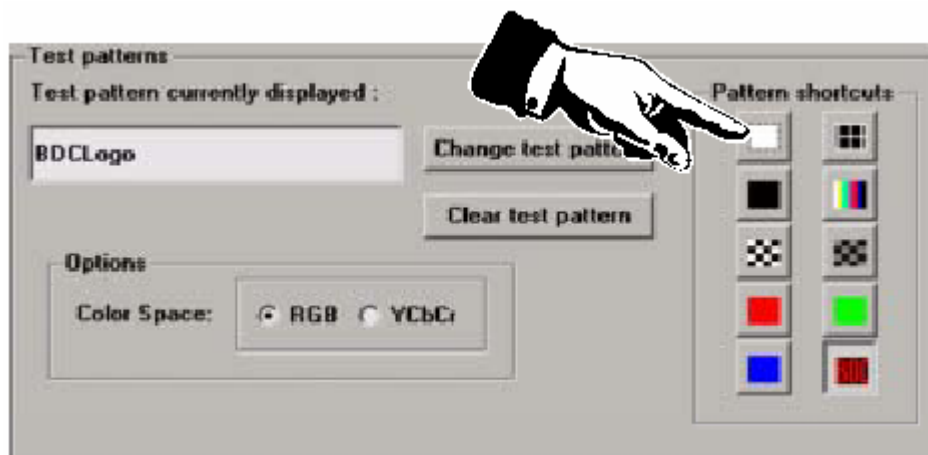 Test patterns
Test pattern currently displayed :
Pattern shortcuts
BDCLogo
Change test pattern
Clear test pattern
Options
Color Space:
RGB
YCbCr